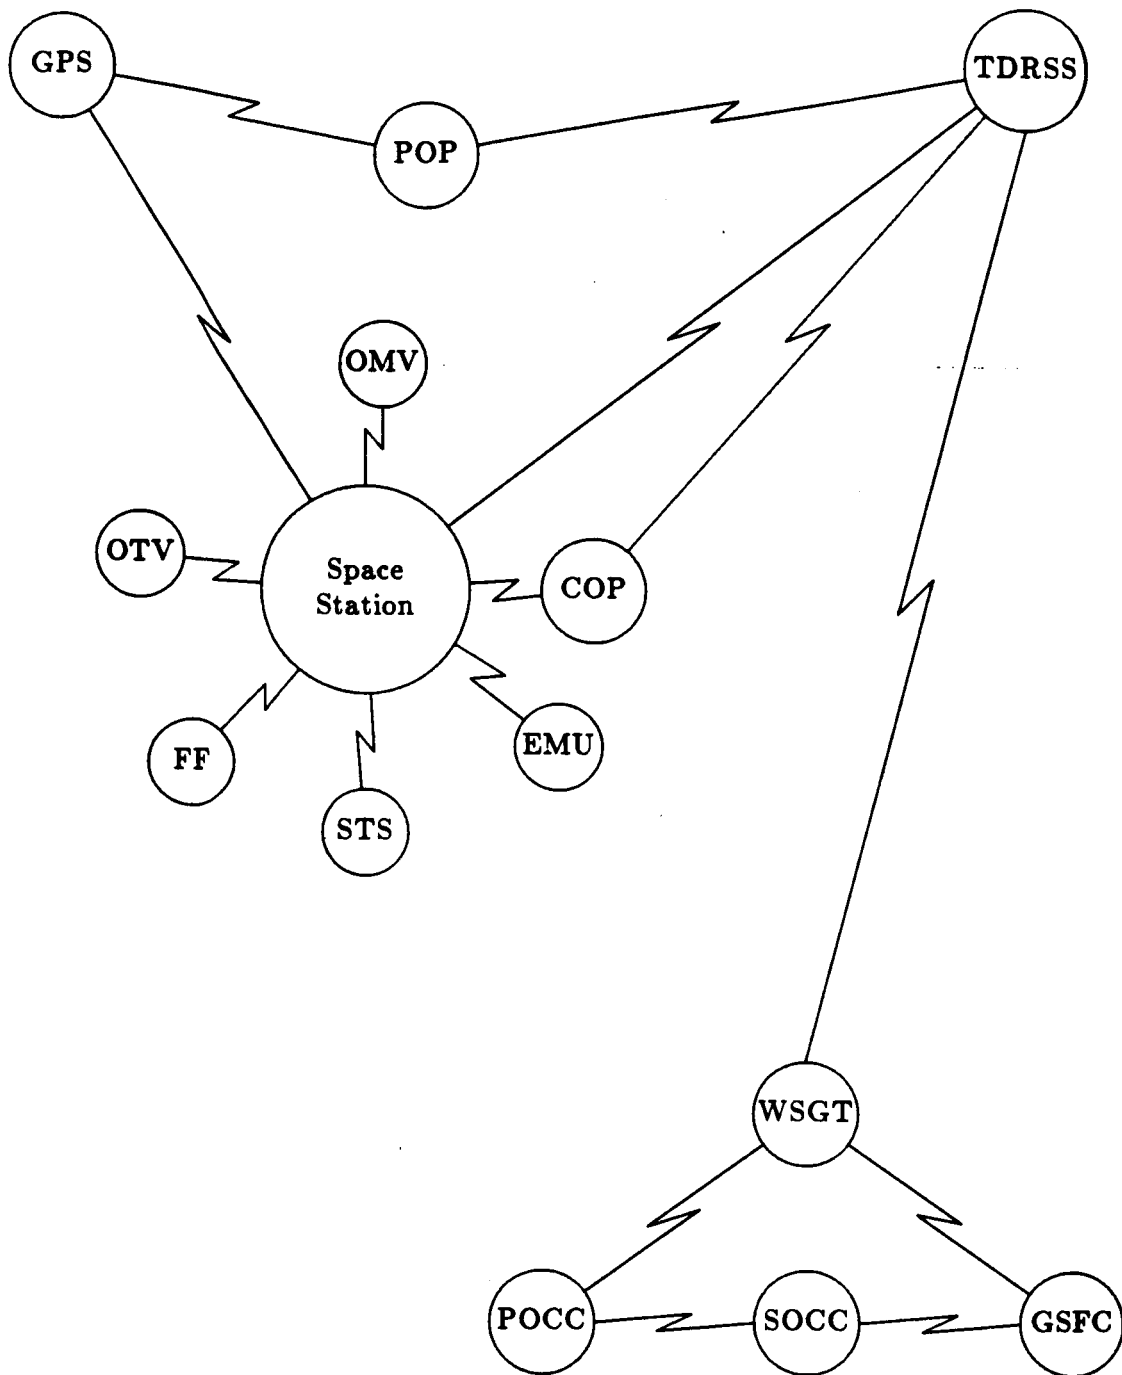 GPS
TDRSS
POP
OMV
OTV
Space
Station
COP
FF
EMU
STS
WSGT
POCC
SOCC
GSFC